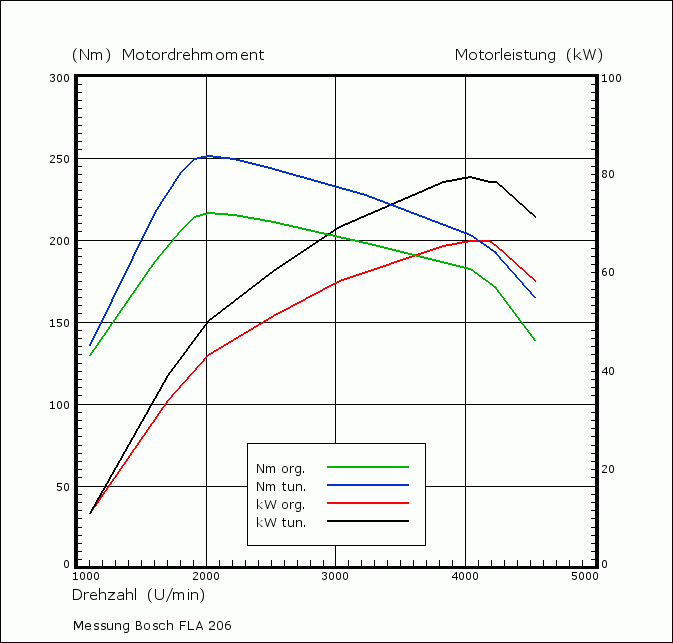 (Nm) Motordrehmoment Motorleistung (kW)
300 100
250
80
200
60
150
40
100
20
50
0 0
Nm org.
Nm tun.
kW org.
kW tun.
1000 2000 3000 4000 5000
Drehzahl (U/min)
Messung Bosch FLA 206